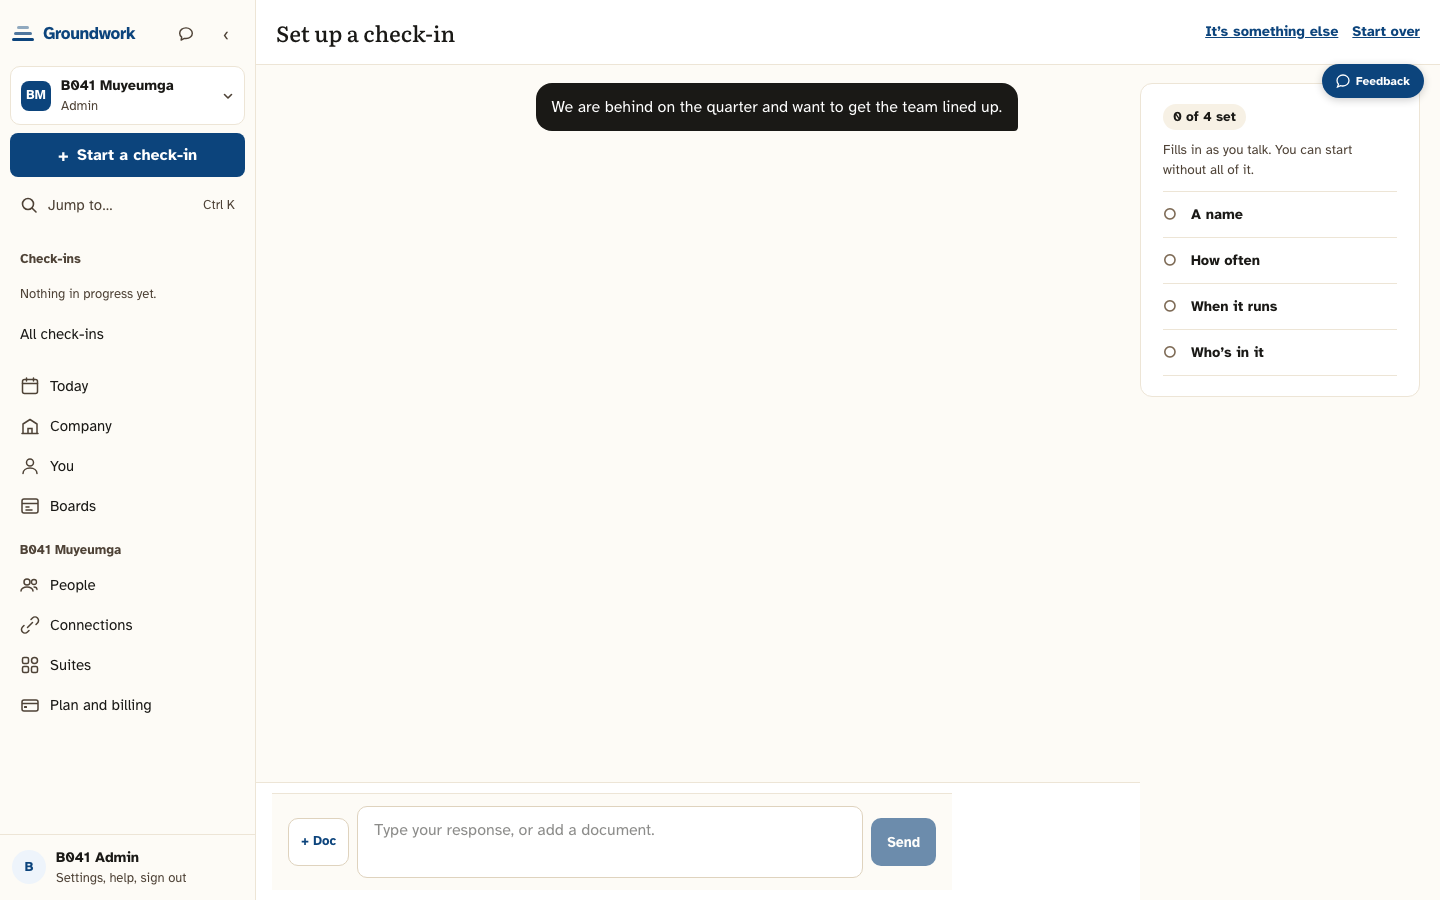 Groundwork
BM
B041 Muyeumga
Admin
+ Start a check-in
Jump to...
Ctrl K
Check-ins
Nothing in progress yet.
All check-ins
Today
Company
You
Boards
B041 Muyeumga
People
Connections
Suites
Plan and billing
B
B041 Admin
Settings, help, sign out
Set up a check-in
It's something else
Start over
We are behind on the quarter and want to get the team lined up.
Feedback
0 of 4 set
Fills in as you talk. You can start
without all of it.
A name
How often
When it runs
Who's in it
+ Doc
Type your response, or add a document.
Send